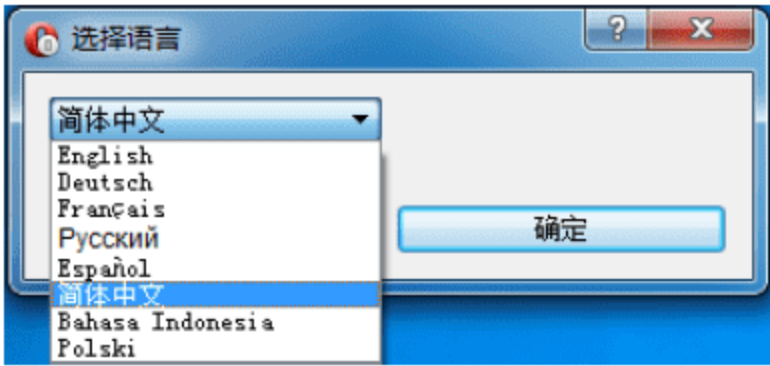 选择语言
简体中文
English
Deutsch
Français
Русский
Español
简体中文
Bahasa Indonesia
Polski
确定